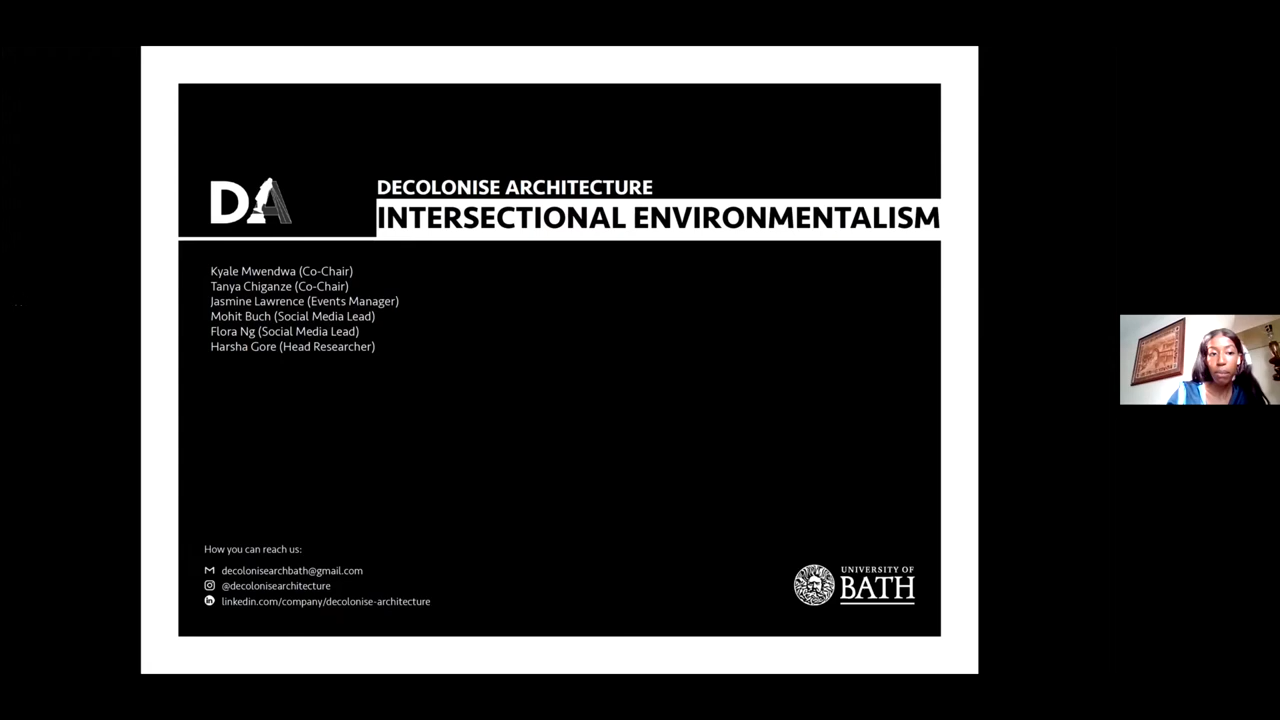 DA
DECOLONISE ARCHITECTURE
INTERSECTIONAL ENVIRONMENTALISM
Kyale Mwendwa (Co-Chair)
Tanya Chiganze (Co-Chair)
Jasmine Lawrence (Events Manager)
Mohit Buch (Social Media Lead)
Flora Ng (Social Media Lead)
Harsha Gore (Head Researcher)
How you can reach us:
decolonisearchbath@gmail.com
@decolonisearchitecture
linkedin.com/company/decolonise-architecture
UNIVERSITY OF
BATH